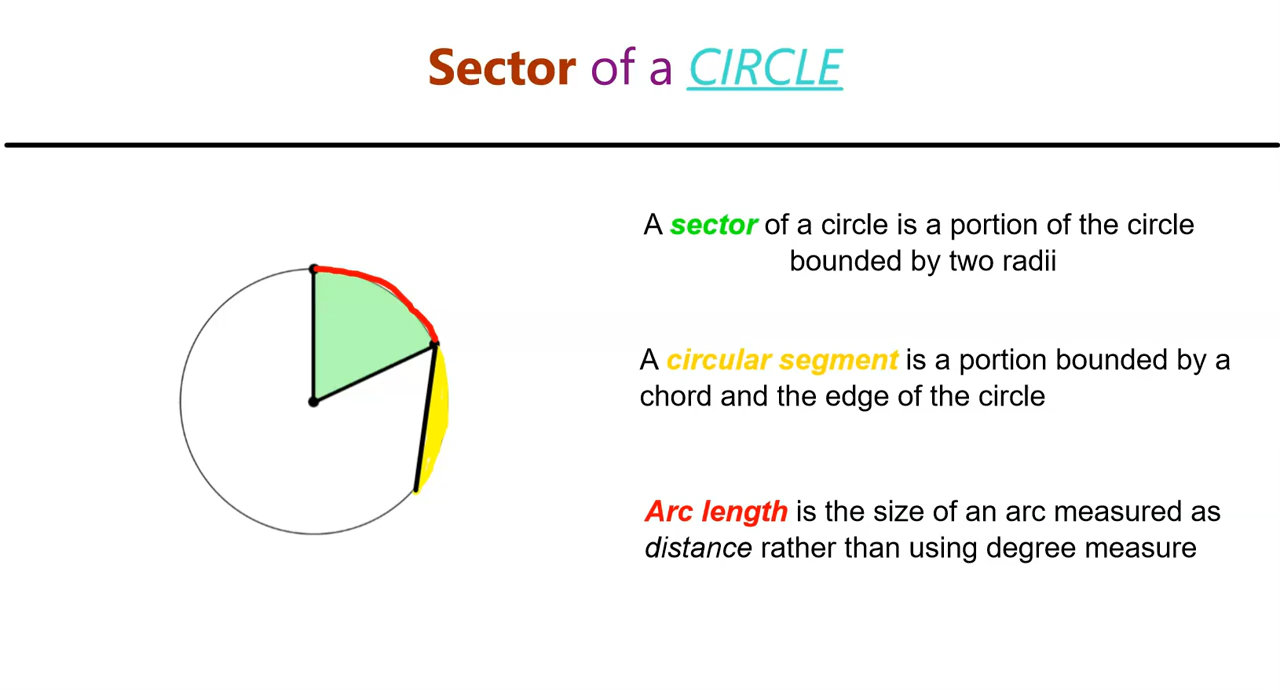 Sector of a CIRCLE
A sector of a circle is a portion of the circle
bounded by two radii
A circular segment is a portion bounded by a
chord and the edge of the circle
Arc length is the size of an arc measured as
distance rather than using degree measure